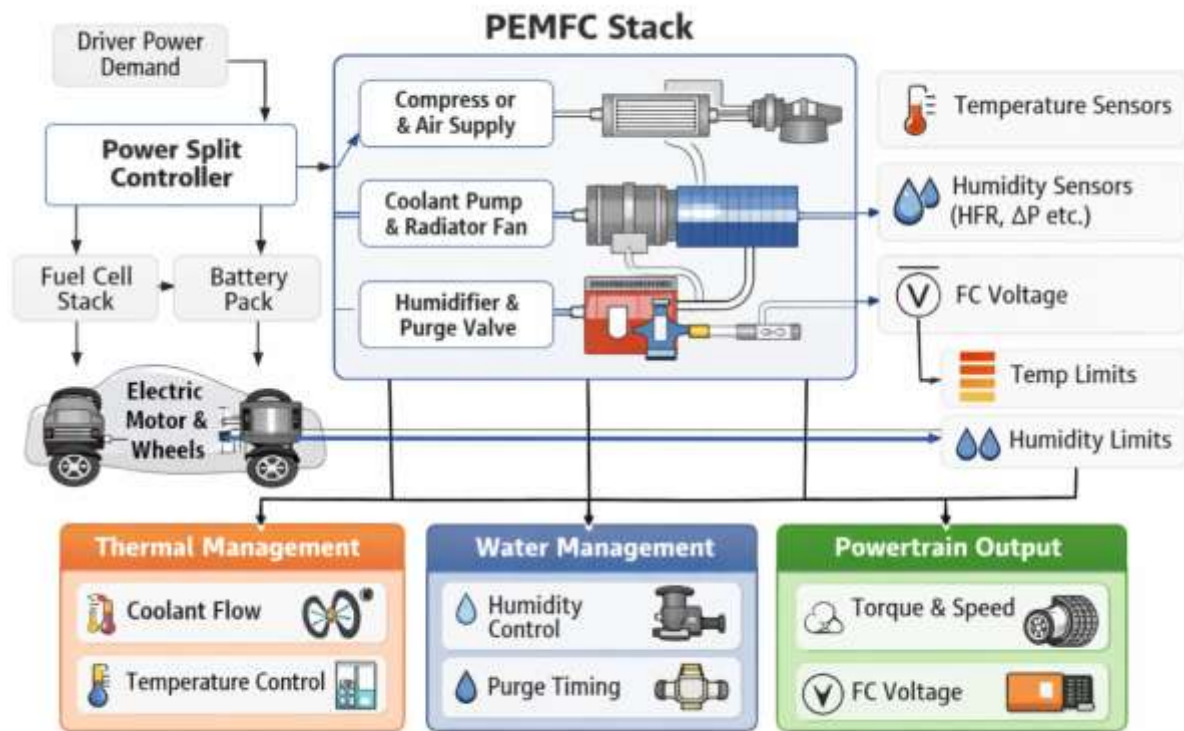 PEMFC Stack
Driver Power
Demand
Power Split
Controller
Fuel Cell
Stack
Battery
Pack
Electric
Motor &
Wheels
Compress or
& Air Supply
Coolant Pump
& Radiator Fan
Humidifier &
Purge Valve
Temperature Sensors
Humidity Sensors
(HFR, ΔP etc.)
V
FC Voltage
Temp Limits
Humidity Limits
Thermal Management
Coolant Flow
Temperature Control
Water Management
Humidity
Control
Purge Timing
Powertrain Output
Torque & Speed
V
FC Voltage